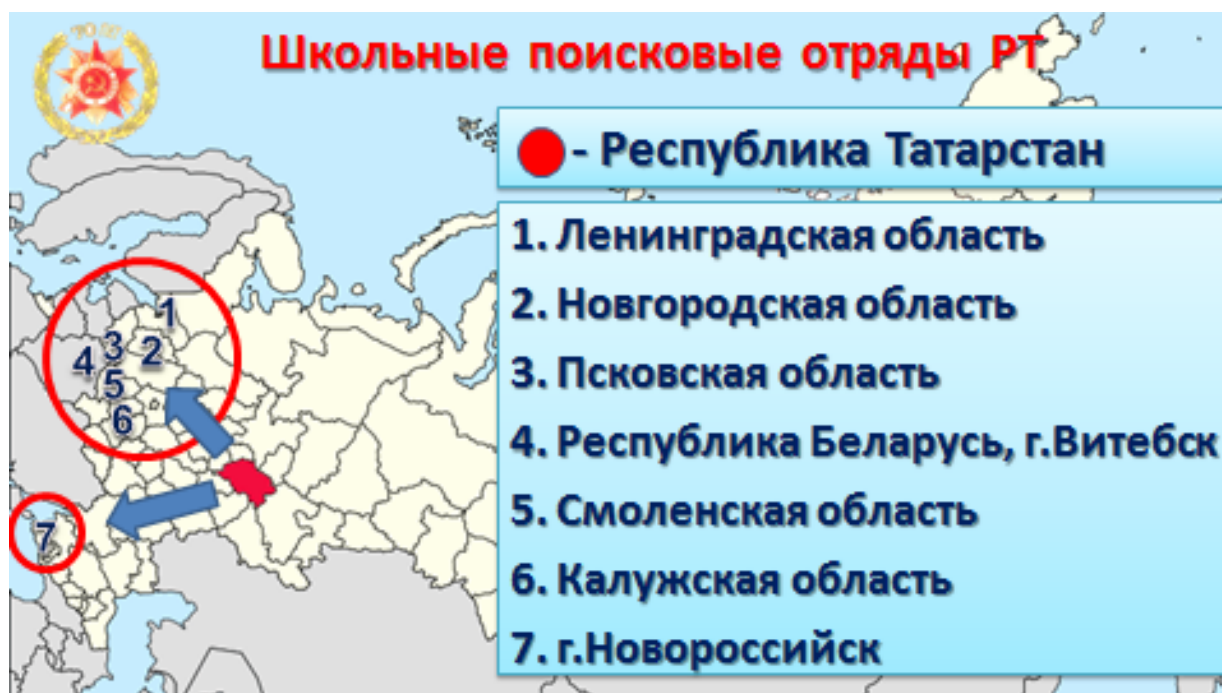 Школьные поисковые отряды РТ
- Республика Татарстан
1. Ленинградская область
2. Новгородская область
3. Псковская область
4. Республика Беларусь, г.Витебск
5. Смоленская область
6. Калужская область
7. г.Новороссийск
1
2
3
4
5
6
7